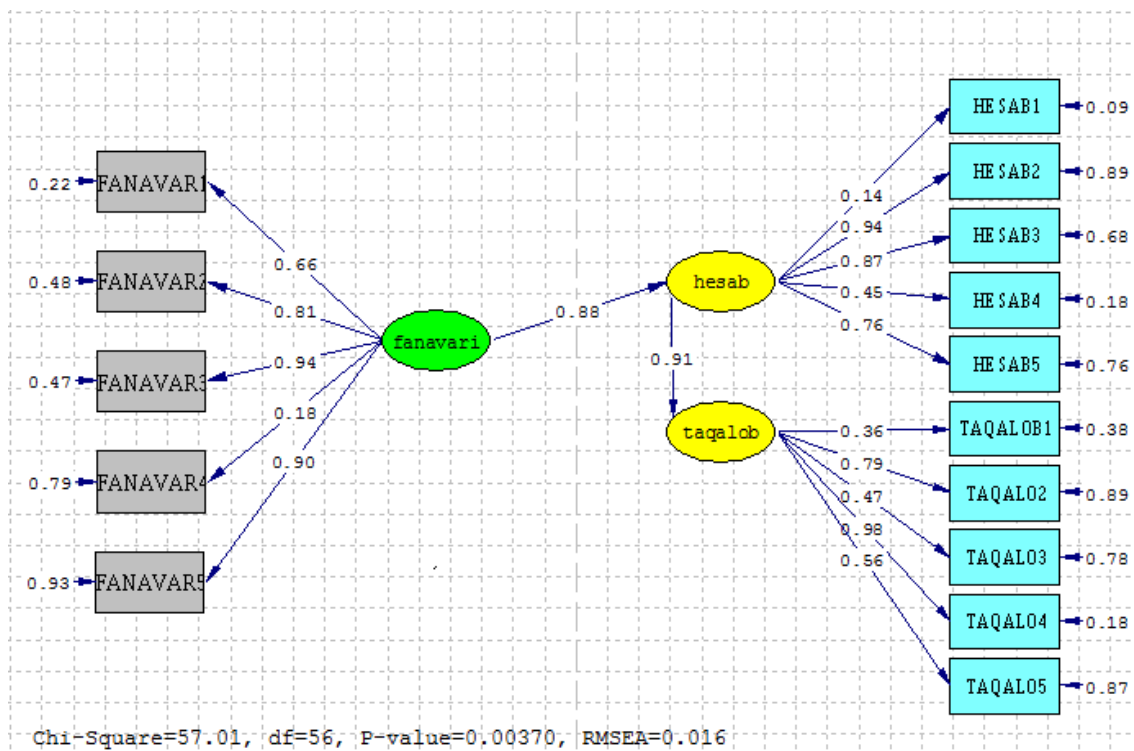 0.22 FANAVAR1
0.66
0.48 FANAVAR2
0.81
0.47 FANAVAR3
0.94
0.79 FANAVAR4
0.18
0.93 FANAVAR5
0.90
fanavari
0.88
hesab
0.91
taqalob
0.14
HESAB1 0.09
0.94
HESAB2 0.89
0.87
HESAB3 0.68
0.45
HESAB4 0.18
0.76
HESAB5 0.76
0.36
TAQALOB1 0.38
0.79
TAQALO2 0.89
0.47
TAQALO3 0.78
0.98
TAQALO4 0.18
0.56
TAQALO5 0.87
Chi-Square=57.01, df=56, P-value=0.00370, RMSEA=0.016